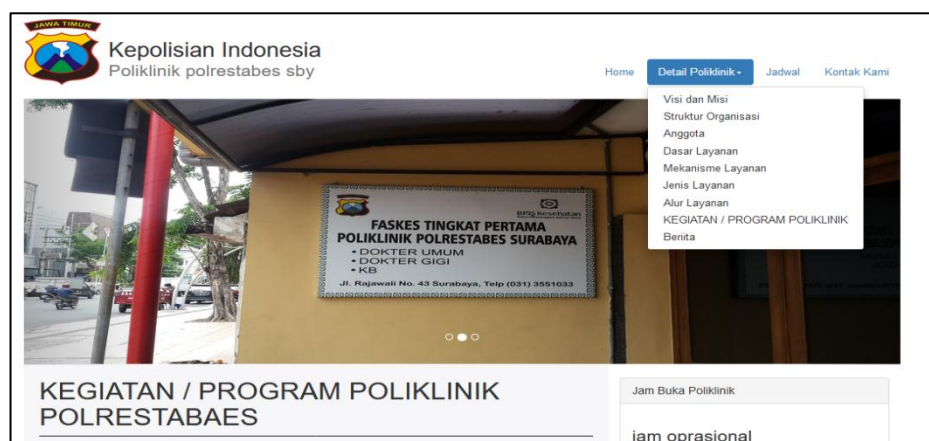 JAWA TIMUR
Kepolisian Indonesia
Poliklinik polrestabes sby
Home Detail Poliklinik Jadwal Kontak Kami
Visi dan Misi
Struktur Organisasi
Anggota
Dasar Layanan
Mekanisme Layanan
Jenis Layanan
Alur Layanan
KEGIATAN / PROGRAM POLIKLINIK
Beriita
BPJS Kesehatan
FASKES TINGKAT PERTAMA
POLIKLINIK POLRESTABES SURABAYA
• DOKTER UMUM
• DOKTER GIGI
• KB
Jl. Rajawali No. 43 Surabaya, Telp (031) 3551033
KEGIATAN / PROGRAM POLIKLINIK
POLRESTABAES
Jam Buka Poliklinik
jam oprasional